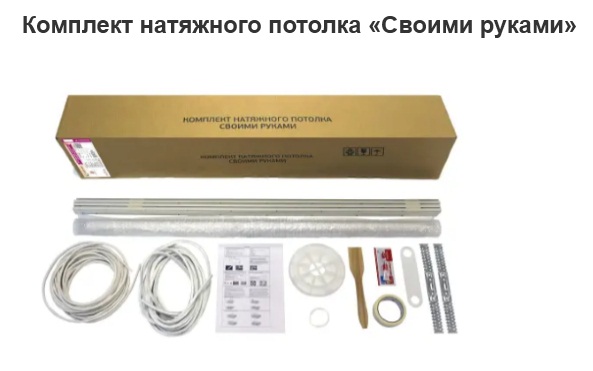 Комплект натяжного потолка «Своими руками»
КОМПЛЕКТ НАТЯЖНОГО ПОТОЛКА
СВОИМИ РУКАМИ
КОМПЛЕКТ НАТЯЖНОГО ПОТОЛКА
СВОИМИ РУКАМИ